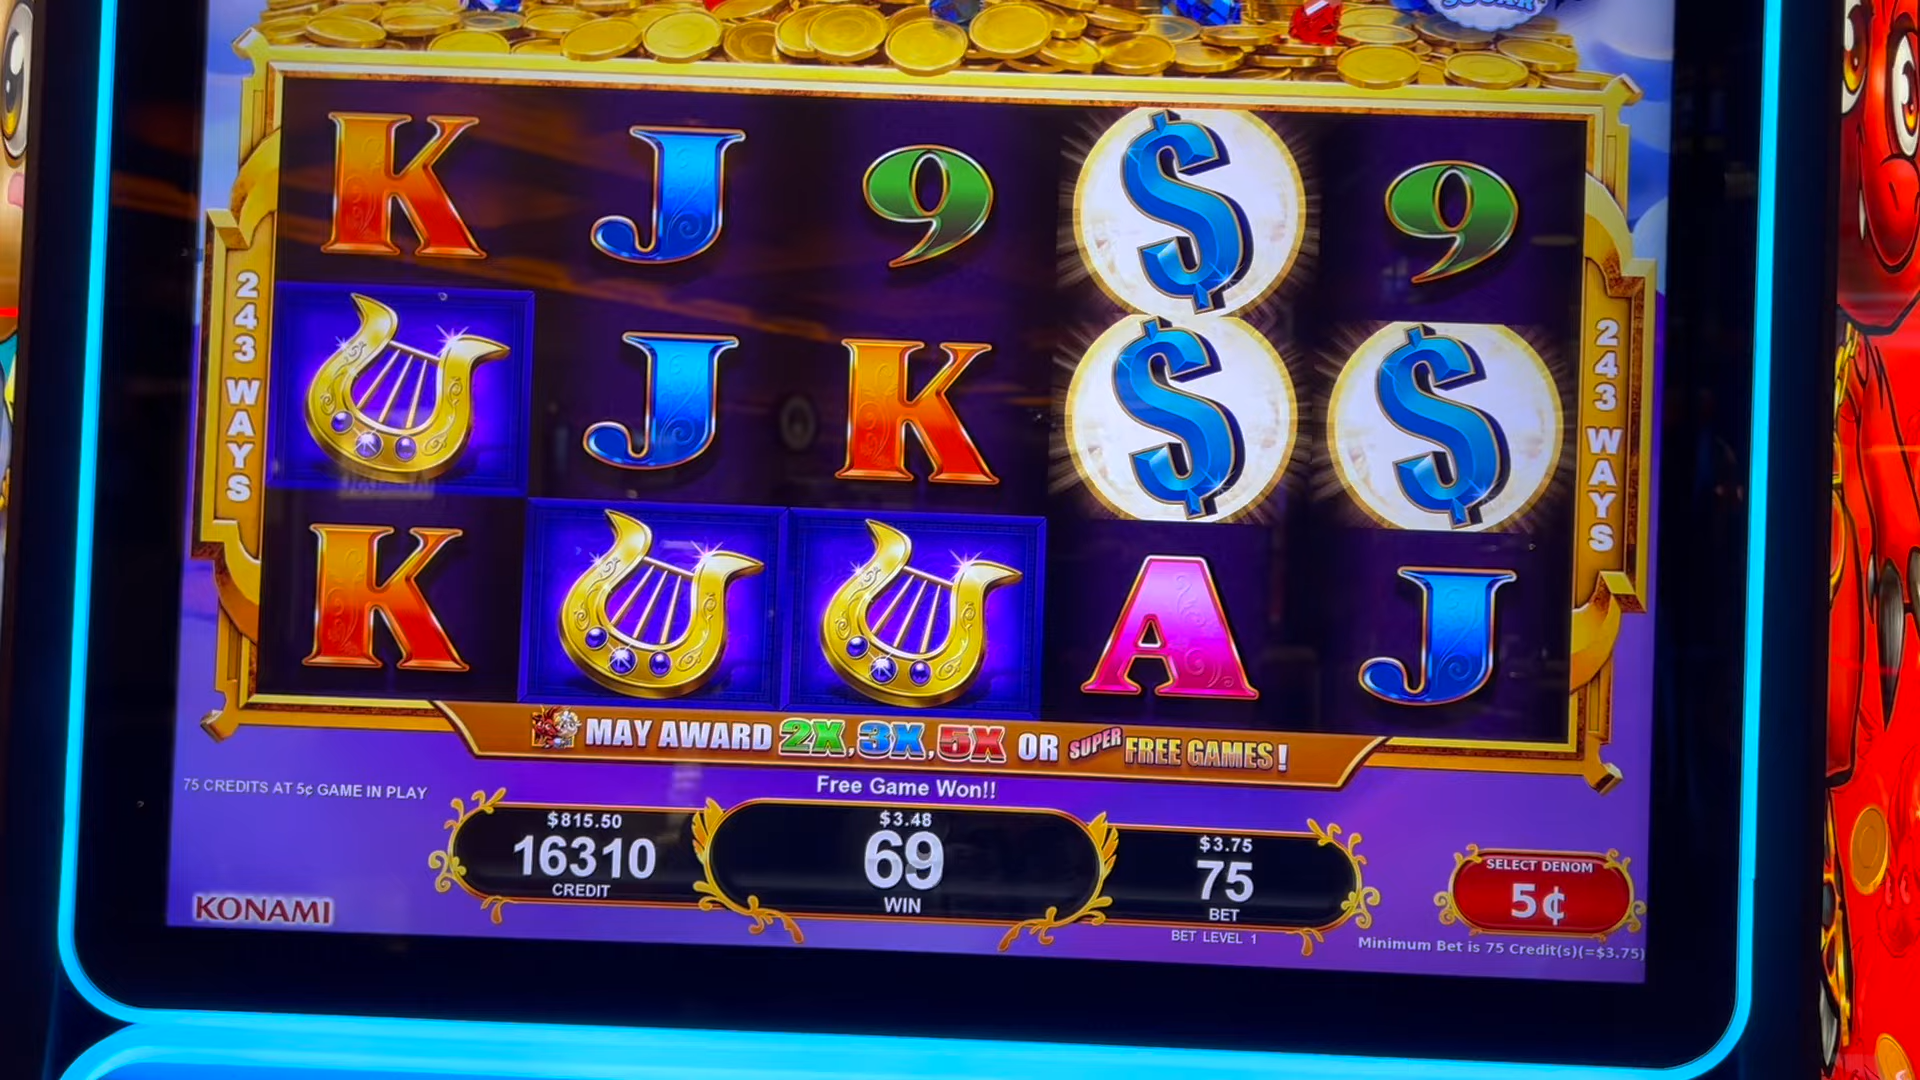 K J 9 $ 9
J K $ $
K A J
243 WAYS
243 WAYS
MAY AWARD 2X, 3X, 5X OR SUPER FREE GAMES!
75 CREDITS AT 5¢ GAME IN PLAY
Free Game Won!!
$815.50
16310
CREDIT
$3.48
69
WIN
$3.75
75
BET
BET LEVEL 1
SELECT DENOM
5¢
KONAMI
Minimum Bet is 75 Credit(s)(=$3.75)